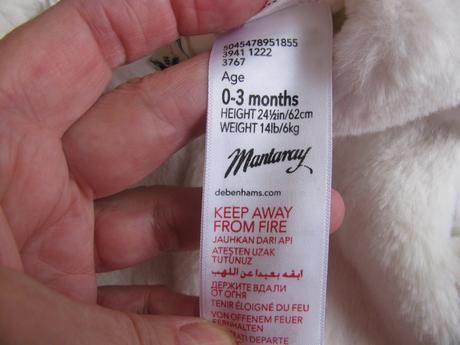 5045478951855
3941 1222
3767
Age
0-3 months
HEIGHT 24½in/62cm
WEIGHT 14lb/6kg
Mantaray
debenhams.com
KEEP AWAY
FROM FIRE
JAUHKAN DARI API
ATEŞTEN UZAK
TUTUNUZ
ابقه بعيدا عن اللهب
ДЕРЖИТЕ ВДАЛИ
ОТ ОГНЯ
TENIR ÉLOIGNÉ DU FEU
VON OFFENEM FEUER
FERNHALTEN
DEPARTE